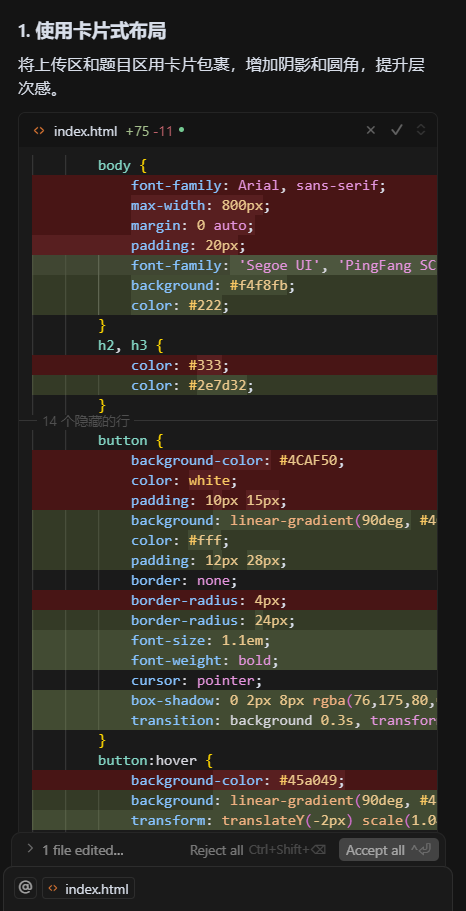 1. 使用卡片式布局
将上传区和题目区用卡片包裹，增加阴影和圆角，提升层
次感。
index.html +75 -11
body {
font-family: Arial, sans-serif;
max-width: 800px;
margin: 0 auto;
padding: 20px;
font-family: 'Segoe UI', 'PingFang SC
background: #f4f8fb;
color: #222;
}
h2, h3 {
color: #333;
color: #2e7d32;
}
14 个隐藏的行
button {
background-color: #4CAF50;
color: white;
padding: 10px 15px;
background: linear-gradient(90deg, #4
color: #fff;
padding: 12px 28px;
border: none;
border-radius: 4px;
border-radius: 24px;
font-size: 1.1em;
font-weight: bold;
cursor: pointer;
box-shadow: 0 2px 8px rgba(76,175,80,
transition: background 0.3s, transfor
}
button:hover {
background-color: #45a049;
background: linear-gradient(90deg, #4
transform: translateY(-2px) scale(1.0
1 file edited... Reject all Ctrl+Shift+⌫ Accept all ^⏎
@ index.html